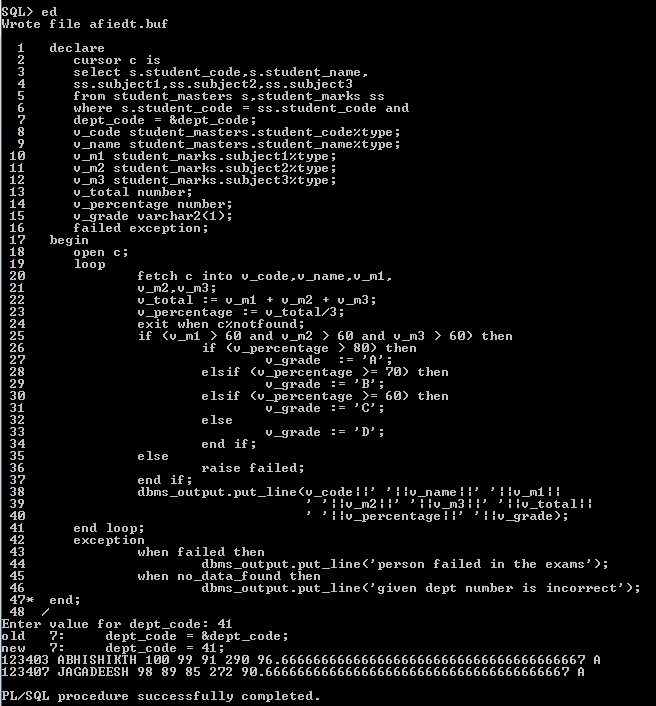 SQL> ed
Wrote file afiedt.buf

  1   declare
  2      cursor c is
  3      select s.student_code,s.student_name,
  4      ss.subject1,ss.subject2,ss.subject3
  5      from student_masters s,student_marks ss
  6      where s.student_code = ss.student_code and
  7      dept_code = &dept_code;
  8      v_code student_masters.student_code%type;
  9      v_name student_masters.student_name%type;
 10      v_m1 student_marks.subject1%type;
 11      v_m2 student_marks.subject2%type;
 12      v_m3 student_marks.subject3%type;
 13      v_total number;
 14      v_percentage number;
 15      v_grade varchar2(1);
 16      failed exception;
 17   begin
 18      open c;
 19      loop
 20              fetch c into v_code,v_name,v_m1,
 21              v_m2,v_m3;
 22              v_total := v_m1 + v_m2 + v_m3;
 23              v_percentage := v_total/3;
 24              exit when c%notfound;
 25              if (v_m1 > 60 and v_m2 > 60 and v_m3 > 60) then
 26                      if (v_percentage > 80) then
 27                              v_grade  := 'A';
 28                      elsif (v_percentage >= 70) then
 29                              v_grade := 'B';
 30                      elsif (v_percentage >= 60) then
 31                              v_grade := 'C';
 32                      else
 33                              v_grade := 'D';
 34                      end if;
 35              else
 36                      raise failed;
 37              end if;
 38              dbms_output.put_line(v_code||' '||v_name||' '||v_m1||
 39                                   ' '||v_m2||' '||v_m3||' '||v_total||
 40                                   ' '||v_percentage||' '||v_grade);
 41      end loop;
 42      exception
 43              when failed then
 44                      dbms_output.put_line('person failed in the exams');
 45              when no_data_found then
 46                      dbms_output.put_line('given dept number is incorrect');
 47*  end;
 48  /
Enter value for dept_code: 41
old   7:     dept_code = &dept_code;
new   7:     dept_code = 41;
123403 ABHISHIKTH 100 99 91 290 96.6666666666666666666666666666666666667 A
123407 JAGADEESH 98 89 85 272 90.6666666666666666666666666666666666667 A

PL/SQL procedure successfully completed.